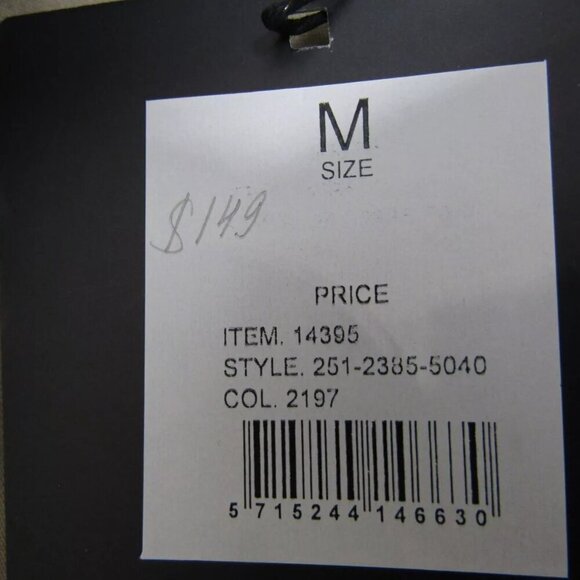 M
SIZE
$149
PRICE
ITEM. 14395
STYLE. 251-2385-5040
COL. 2197
5 715244 146630